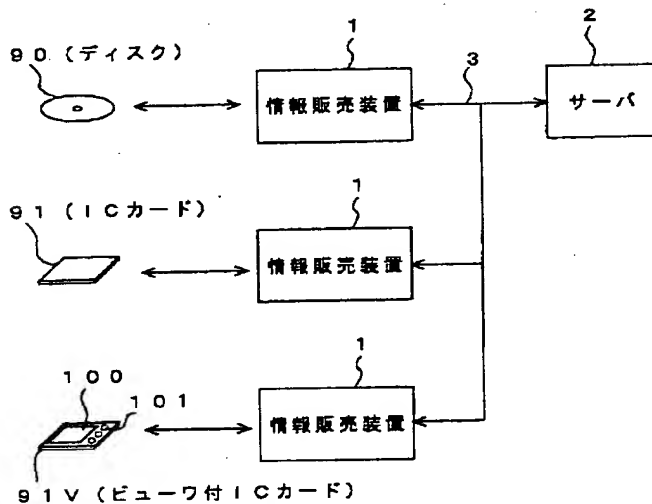 1
2
90(ディスク)
3
情報販売装置
サーバ
1
91(ICカード)
情報販売装置
1
100
101
情報販売装置
91V(ビューワ付ICカード)